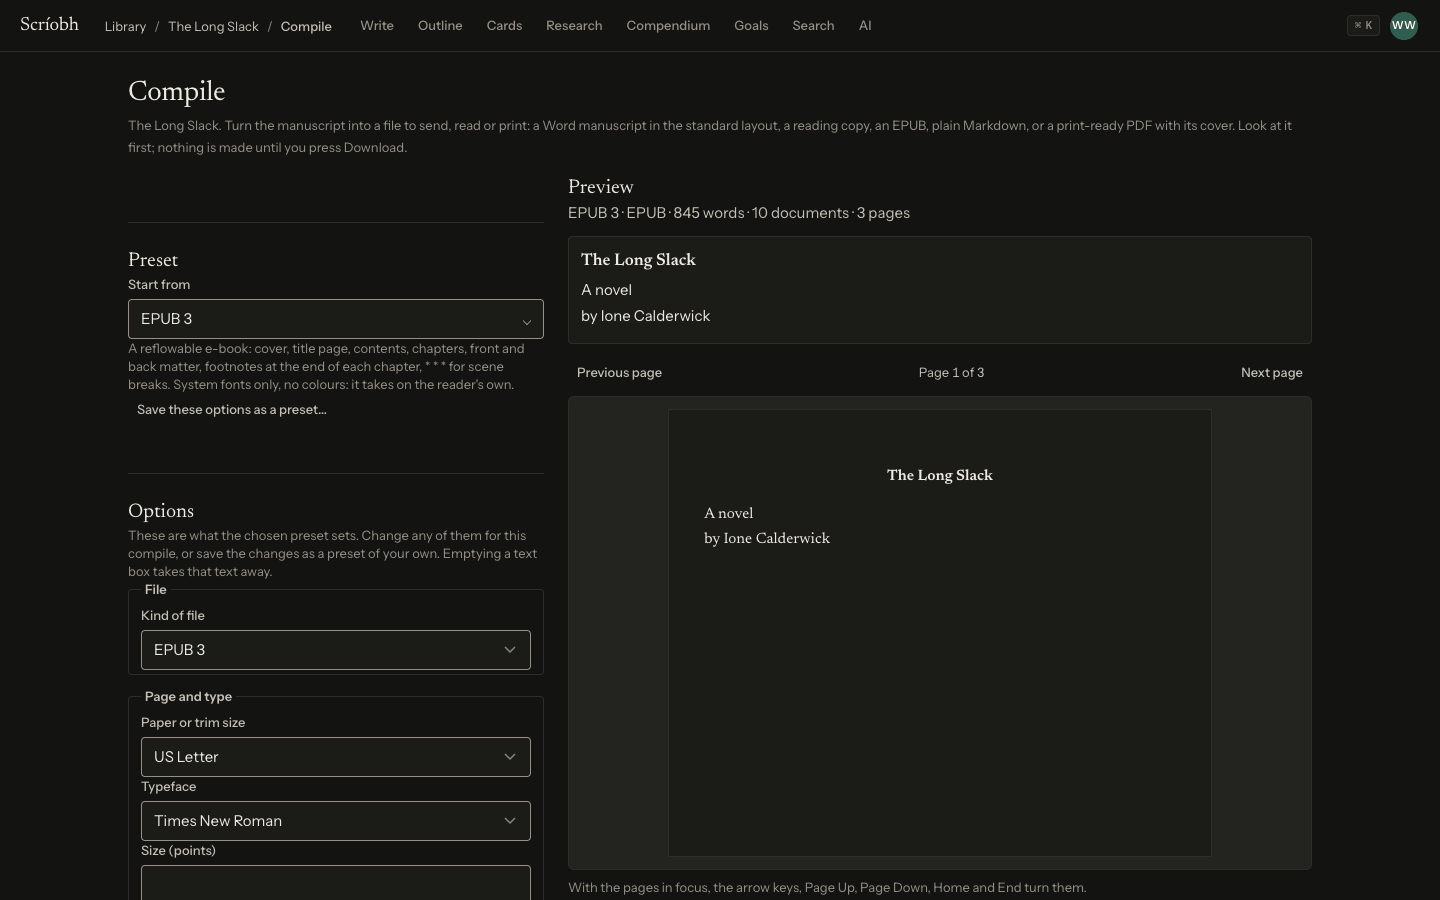 Scríobh
Library / The Long Slack / Compile
Write
Outline
Cards
Research
Compendium
Goals
Search
AI
⌘ K
WW
Compile
The Long Slack. Turn the manuscript into a file to send, read or print: a Word manuscript in the standard layout, a reading copy, an EPUB, plain Markdown, or a print-ready PDF with its cover. Look at it
first; nothing is made until you press Download.
Preset
Start from
EPUB 3
A reflowable e-book: cover, title page, contents, chapters, front and
back matter, footnotes at the end of each chapter, * * * for scene
breaks. System fonts only, no colours: it takes on the reader's own.
Save these options as a preset…
Options
These are what the chosen preset sets. Change any of them for this
compile, or save the changes as a preset of your own. Emptying a text
box takes that text away.
File
Kind of file
EPUB 3
Page and type
Paper or trim size
US Letter
Typeface
Times New Roman
Size (points)
Preview
EPUB 3 · EPUB · 845 words · 10 documents · 3 pages
The Long Slack
A novel
by Ione Calderwick
Previous page
Page 1 of 3
Next page
The Long Slack
A novel
by Ione Calderwick
With the pages in focus, the arrow keys, Page Up, Page Down, Home and End turn them.